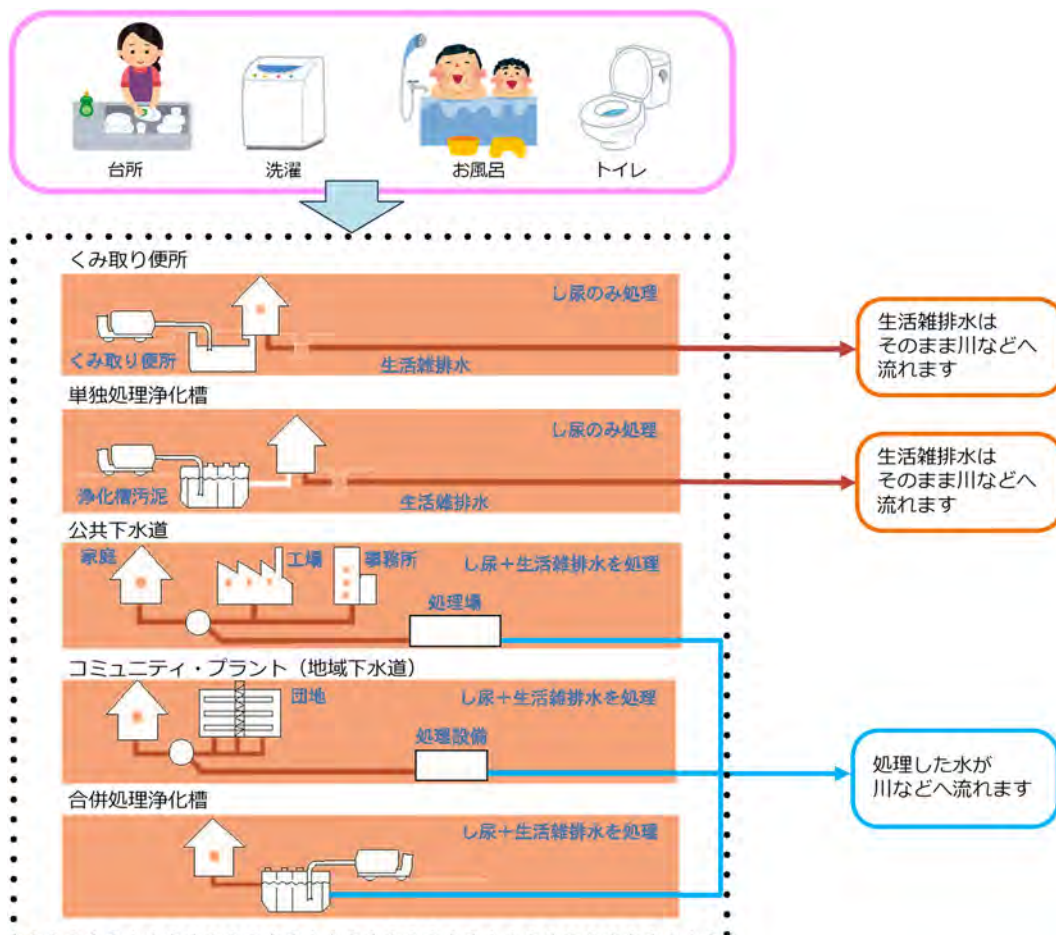 台所
洗濯
お風呂
トイレ
くみ取り便所
し尿のみ処理
くみ取り便所
生活雑排水
生活雑排水は
そのまま川などへ
流れます
単独処理浄化槽
し尿のみ処理
浄化槽汚泥
生活雑排水
生活雑排水は
そのまま川などへ
流れます
公共下水道
家庭
工場
事務所
し尿+生活雑排水を処理
処理場
コミュニティ・プラント(地域下水道)
団地
し尿+生活雑排水を処理
処理設備
処理した水が
川などへ流れます
合併処理浄化槽
し尿+生活雑排水を処理